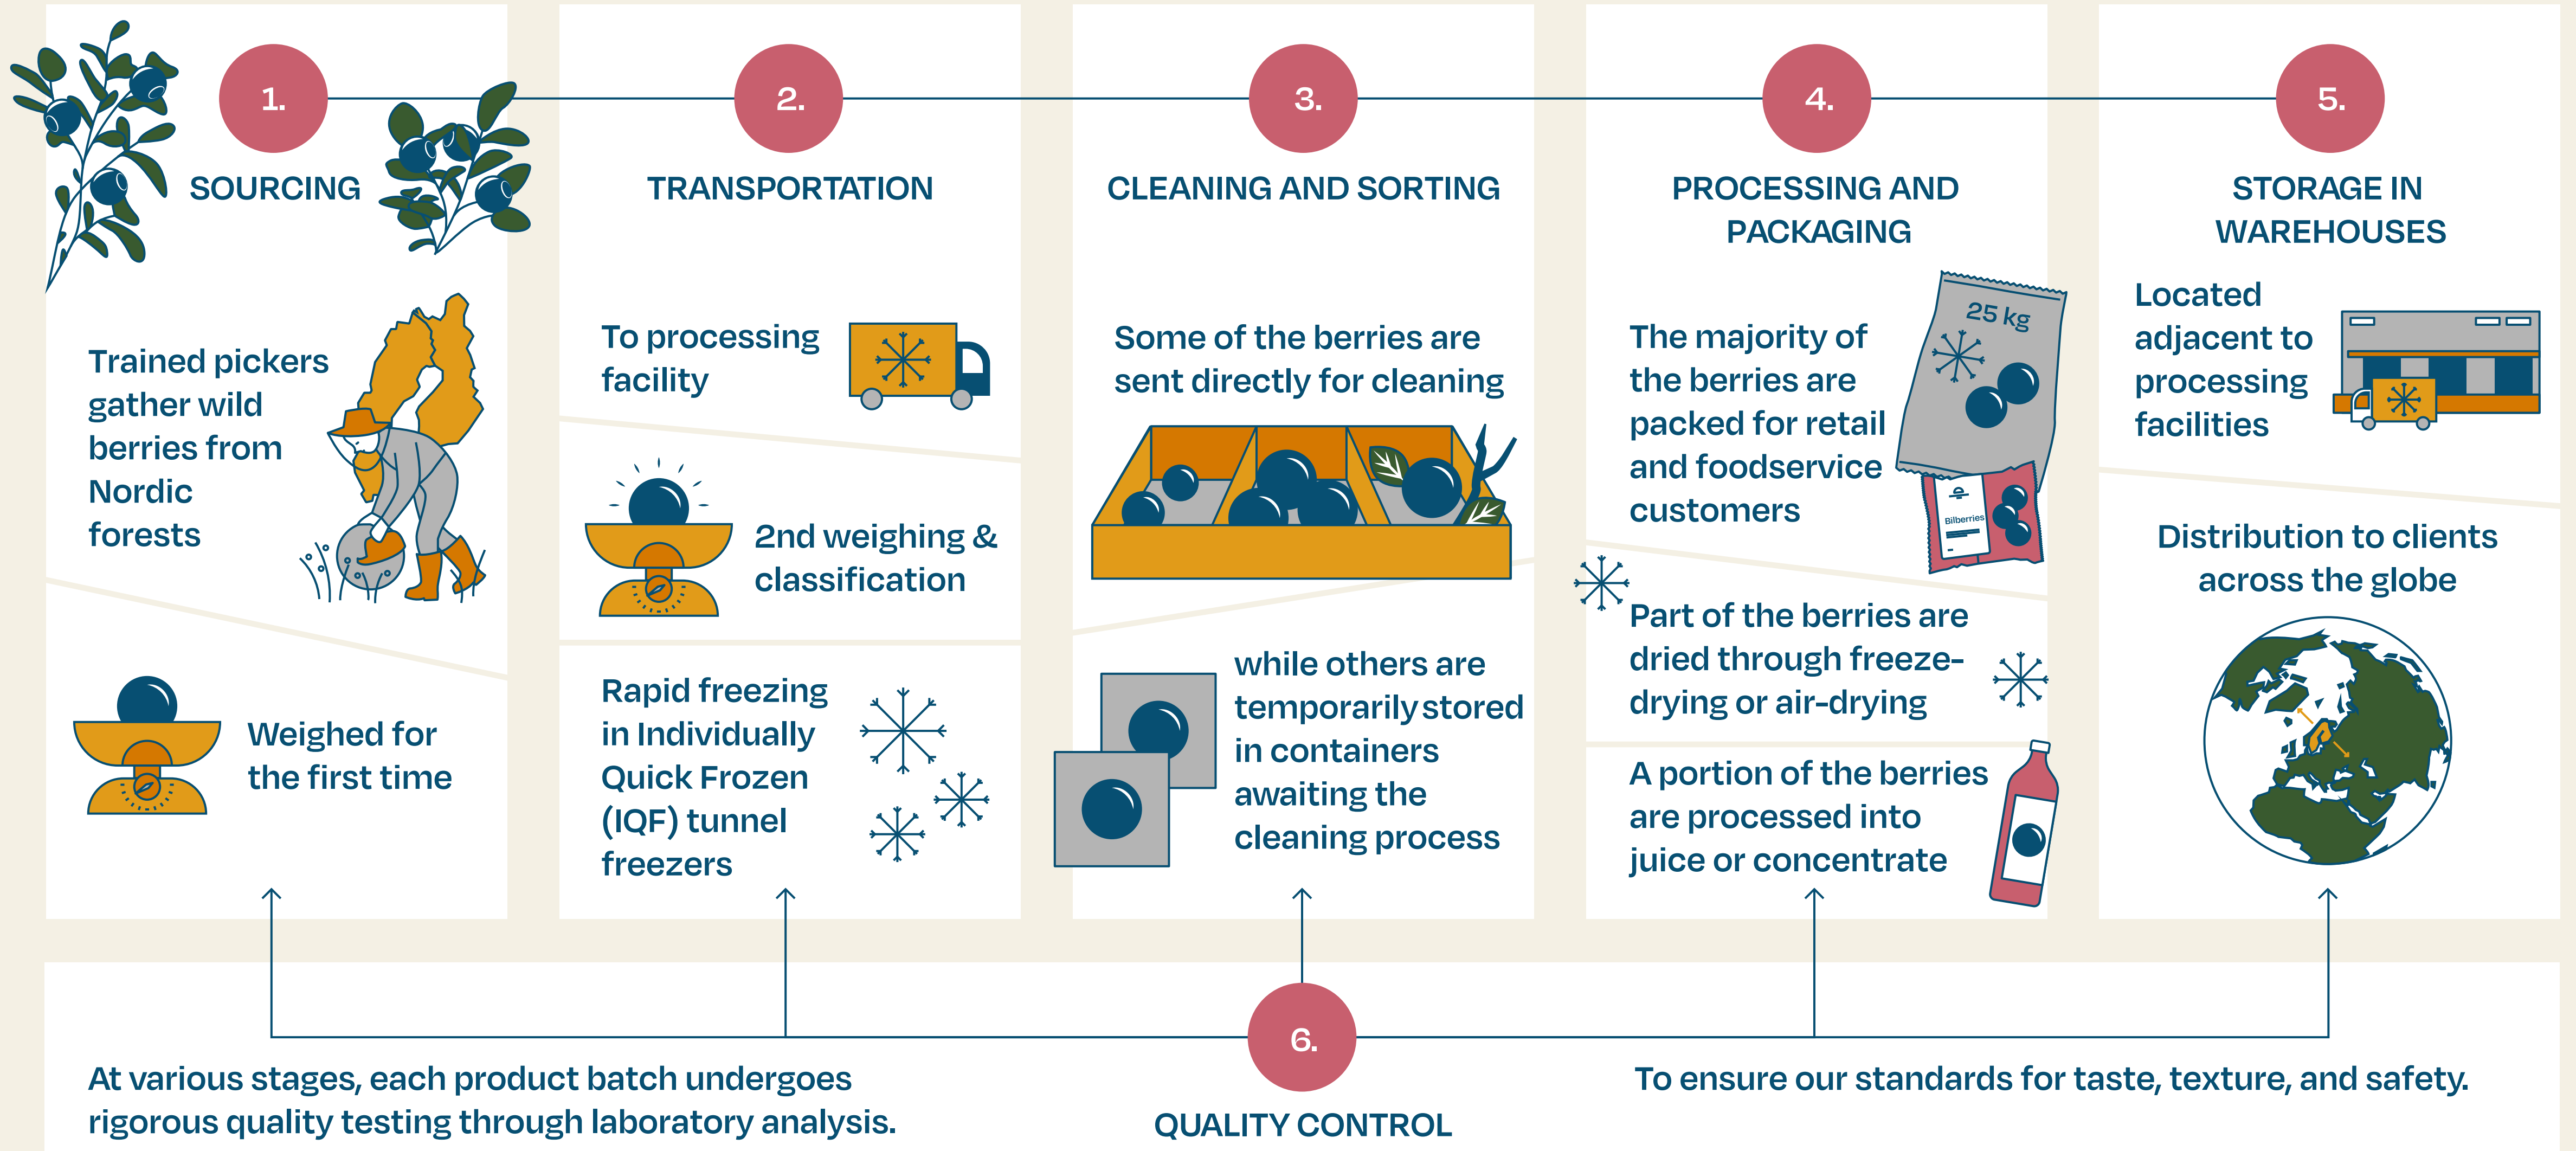 1.
SOURCING
Trained pickers
gather wild
berries from
Nordic
forests
Weighed for
the first time
2.
TRANSPORTATION
To processing
facility
2nd weighing &
classification
Rapid freezing
in Individually
Quick Frozen
(IQF) tunnel
freezers
3.
CLEANING AND SORTING
Some of the berries are
sent directly for cleaning
while others are
temporarily stored
in containers
awaiting the
cleaning process
4.
PROCESSING AND
PACKAGING
The majority of
the berries are
packed for retail
and foodservice
customers
25 kg
Bilberries
Part of the berries are
dried through freeze-
drying or air-drying
A portion of the berries
are processed into
juice or concentrate
5.
STORAGE IN
WAREHOUSES
Located
adjacent to
processing
facilities
Distribution to clients
across the globe
6.
QUALITY CONTROL
At various stages, each product batch undergoes
rigorous quality testing through laboratory analysis.
To ensure our standards for taste, texture, and safety.